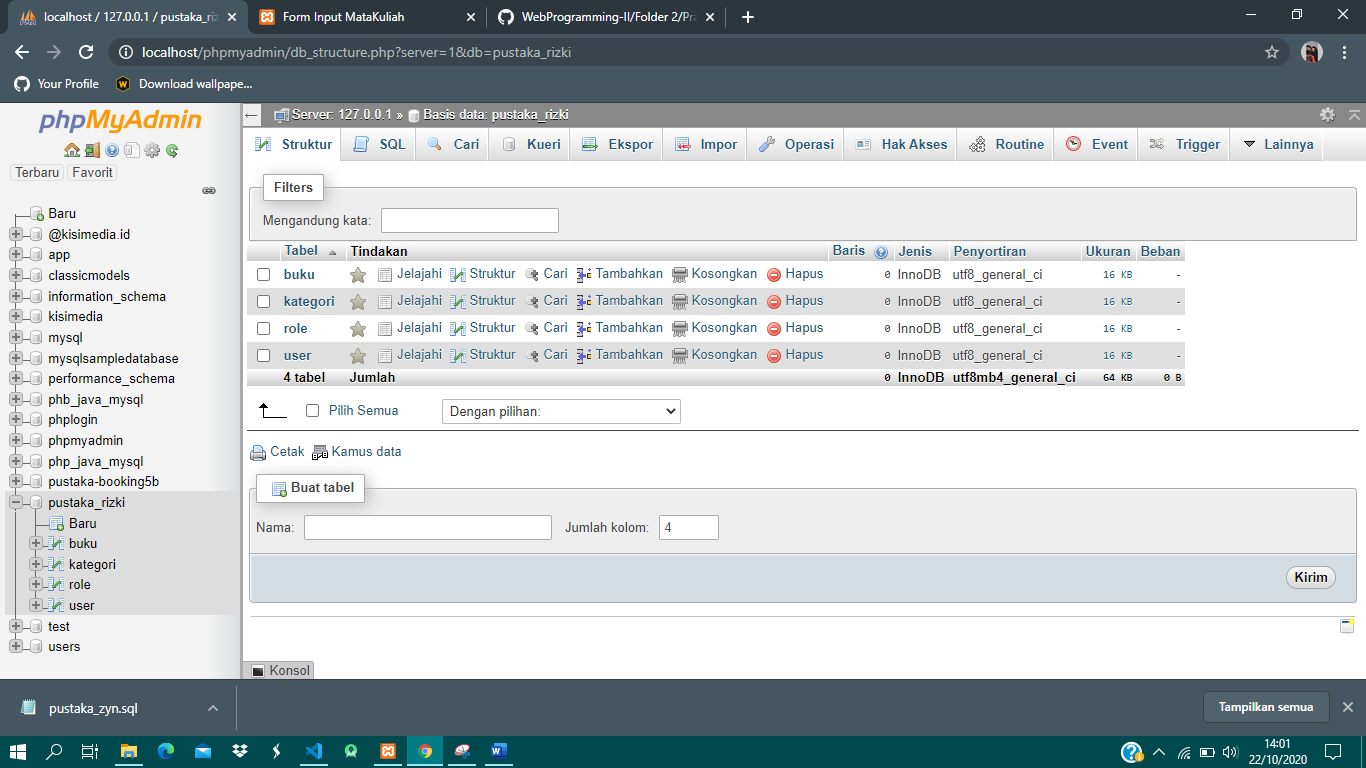 localhost / 127.0.0.1 / pustaka_riz
Form Input MataKuliah
WebProgramming-II/Folder 2/Pra
localhost/phpmyadmin/db_structure.php?server=1&db=pustaka_rizki
Your Profile
Download wallpape...
phpMyAdmin
Terbaru Favorit
Baru
@kisimedia.id
app
classicmodels
information_schema
kisimedia
mysql
mysqlsampledatabase
performance_schema
phb_java_mysql
phplogin
phpmyadmin
php_java_mysql
pustaka-booking5b
pustaka_rizki
Baru
buku
kategori
role
user
test
users
Server: 127.0.0.1 » Basis data: pustaka_rizki
Struktur SQL Cari Kueri Ekspor Impor Operasi Hak Akses Routine Event Trigger Lainnya
Filters
Mengandung kata:
Tabel Tindakan Baris Jenis Penyortiran Ukuran Beban
buku Jelajahi Struktur Cari Tambahkan Kosongkan Hapus 0 InnoDB utf8_general_ci 16 KB -
kategori Jelajahi Struktur Cari Tambahkan Kosongkan Hapus 0 InnoDB utf8_general_ci 16 KB -
role Jelajahi Struktur Cari Tambahkan Kosongkan Hapus 0 InnoDB utf8_general_ci 16 KB -
user Jelajahi Struktur Cari Tambahkan Kosongkan Hapus 0 InnoDB utf8_general_ci 16 KB -
4 tabel Jumlah 0 InnoDB utf8mb4_general_ci 64 KB 0 B
Pilih Semua Dengan pilihan:
Cetak Kamus data
Buat tabel
Nama: Jumlah kolom: 4
Kirim
Konsol
pustaka_zyn.sql
Tampilkan semua
14:01
22/10/2020